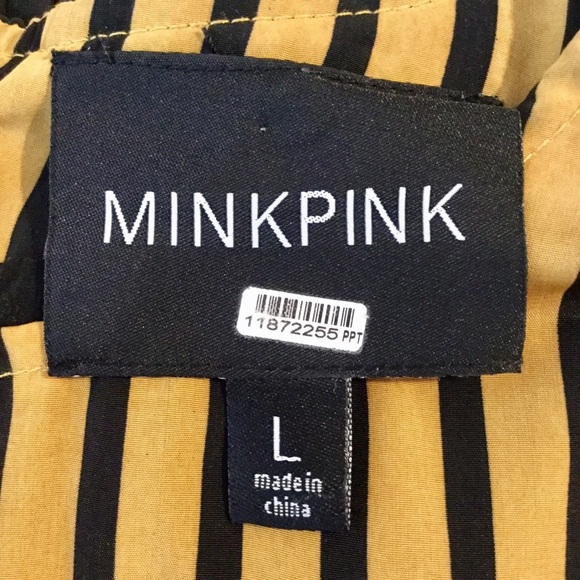 MINKPINK
11872255 PPT
L
made in
china